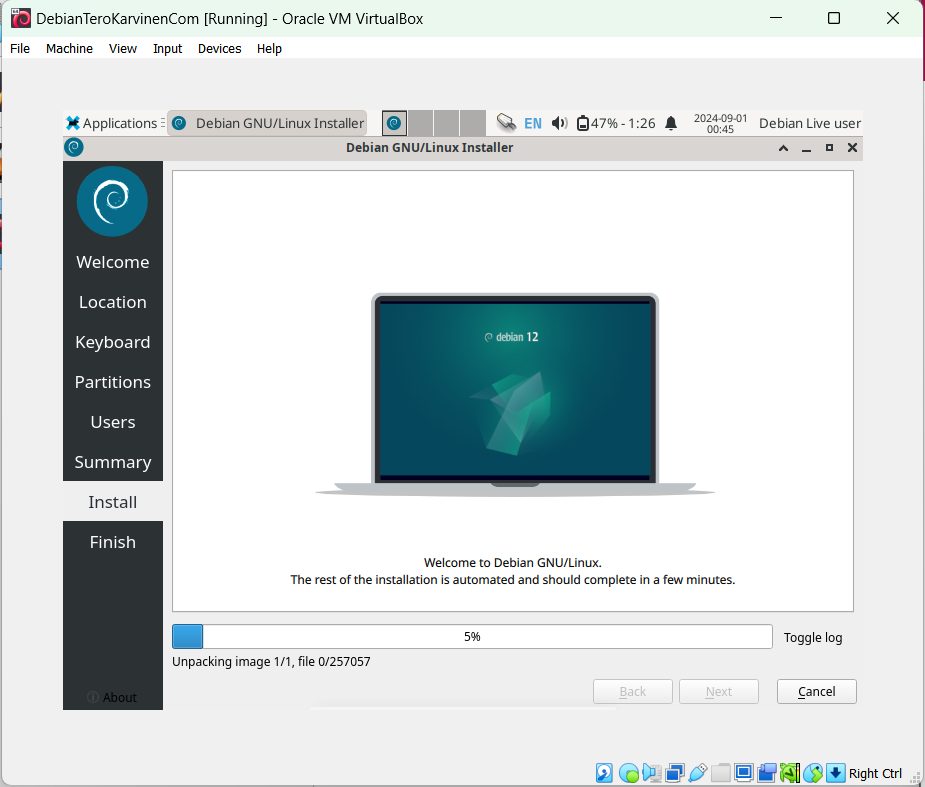 DebianTeroKarvinenCom [Running] - Oracle VM VirtualBox
File Machine View Input Devices Help
Applications Debian GNU/Linux Installer EN 47% - 1:26 2024-09-01 00:45 Debian Live user
Debian GNU/Linux Installer
Welcome
Location
Keyboard
Partitions
Users
Summary
Install
Finish
About
debian 12
Welcome to Debian GNU/Linux.
The rest of the installation is automated and should complete in a few minutes.
5%
Toggle log
Unpacking image 1/1, file 0/257057
Back Next Cancel
Right Ctrl